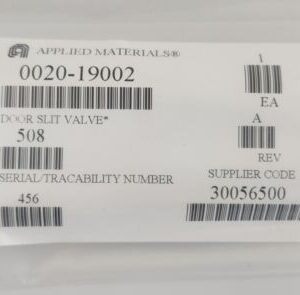 APPLIED MATERIALS® 1
0020-19002
EA
DOOR SLIT VALVE* A
508
REV
SERIAL/TRACABILITY NUMBER SUPPLIER CODE
456 30056500